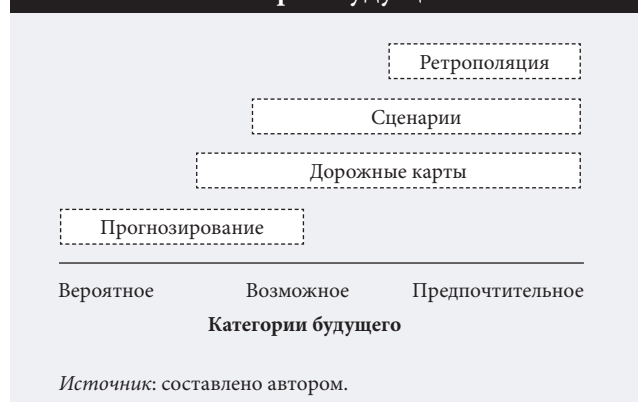 Ретрополяция
Сценарии
Дорожные карты
Прогнозирование
Вероятное Возможное Предпочтительное
Категории будущего
Источник: составлено автором.